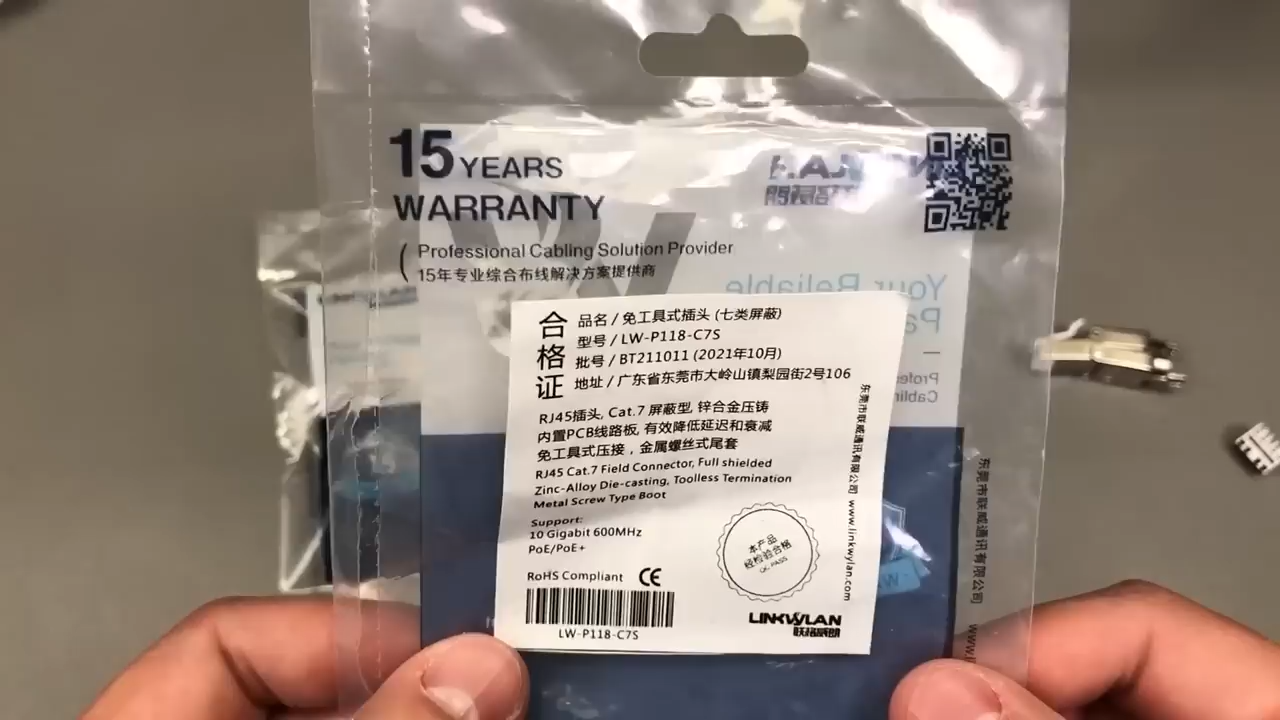 15 YEARS
WARRANTY
Professional Cabling Solution Provider
15年专业综合布线解决方案提供商
Your Reliable
合格证
品名 / 免工具式插头 (七类屏蔽)
型号 / LW-P118-C7S
批号 / BT211011 (2021年10月)
地址 / 广东省东莞市大岭山镇梨园街2号106
RJ45插头, Cat.7 屏蔽型, 锌合金压铸
内置PCB线路板, 有效降低延迟和衰减
免工具式压接，金属螺丝式尾套
RJ45 Cat.7 Field Connector, Full shielded
Zinc-Alloy Die-casting, Toolless Termination
Metal Screw Type Boot
Support:
10 Gigabit 600MHz
PoE/PoE+
RoHS Compliant CE
LW-P118-C7S
本产品
经检验合格
QC PASS
LINKWYLAN
东莞市联威通讯有限公司 www.linkwylan.com
东莞市联威通讯有限公司